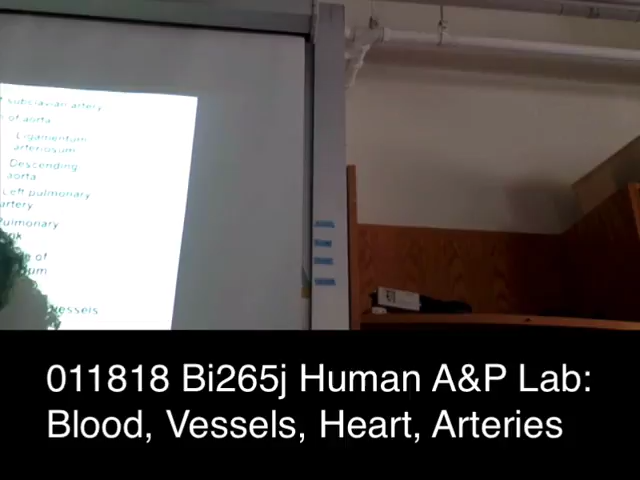 subclavian artery
of aorta
Ligamentum
arteriosum
Descending
aorta
Left pulmonary
artery
Pulmonary
of
vessels
011818 Bi265j Human A&P Lab:
Blood, Vessels, Heart, Arteries